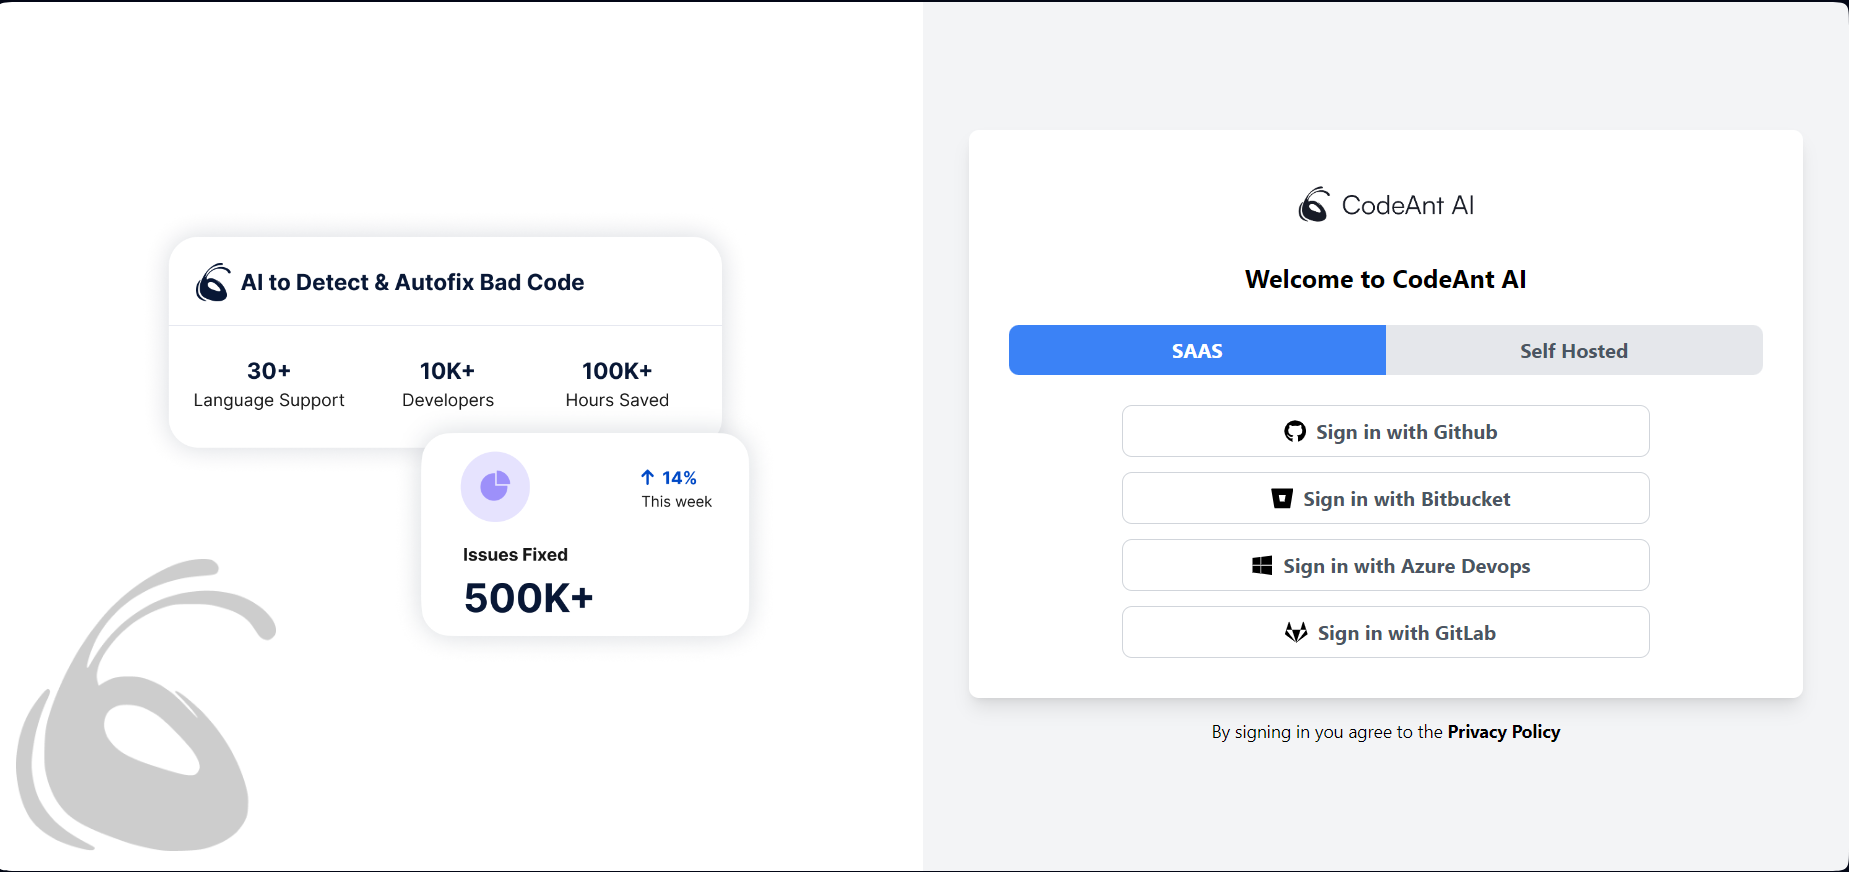 AI to Detect & Autofix Bad Code
30+
Language Support
10K+
Developers
100K+
Hours Saved
↑ 14%
This week
Issues Fixed
500K+
CodeAnt AI
Welcome to CodeAnt AI
SAAS
Self Hosted
Sign in with Github
Sign in with Bitbucket
Sign in with Azure Devops
Sign in with GitLab
By signing in you agree to the Privacy Policy